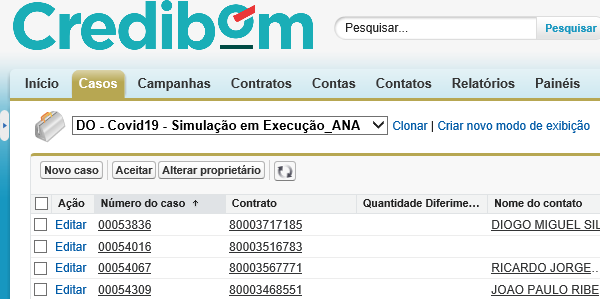 Credibom
Pesquisar... Pesquisar
Início Casos Campanhas Contratos Contas Contatos Relatórios Painéis
DO - Covid19 - Simulação em Execução_ANA Clonar | Criar novo modo de exibição
Novo caso Aceitar Alterar proprietário
Ação Número do caso Contrato Quantidade Diferime... Nome do contato
Editar 00053836 80003717185 DIOGO MIGUEL SIL
Editar 00054016 80003516783
Editar 00054067 80003567771 RICARDO JORGE...
Editar 00054309 80003468551 JOAO PAULO RIBE